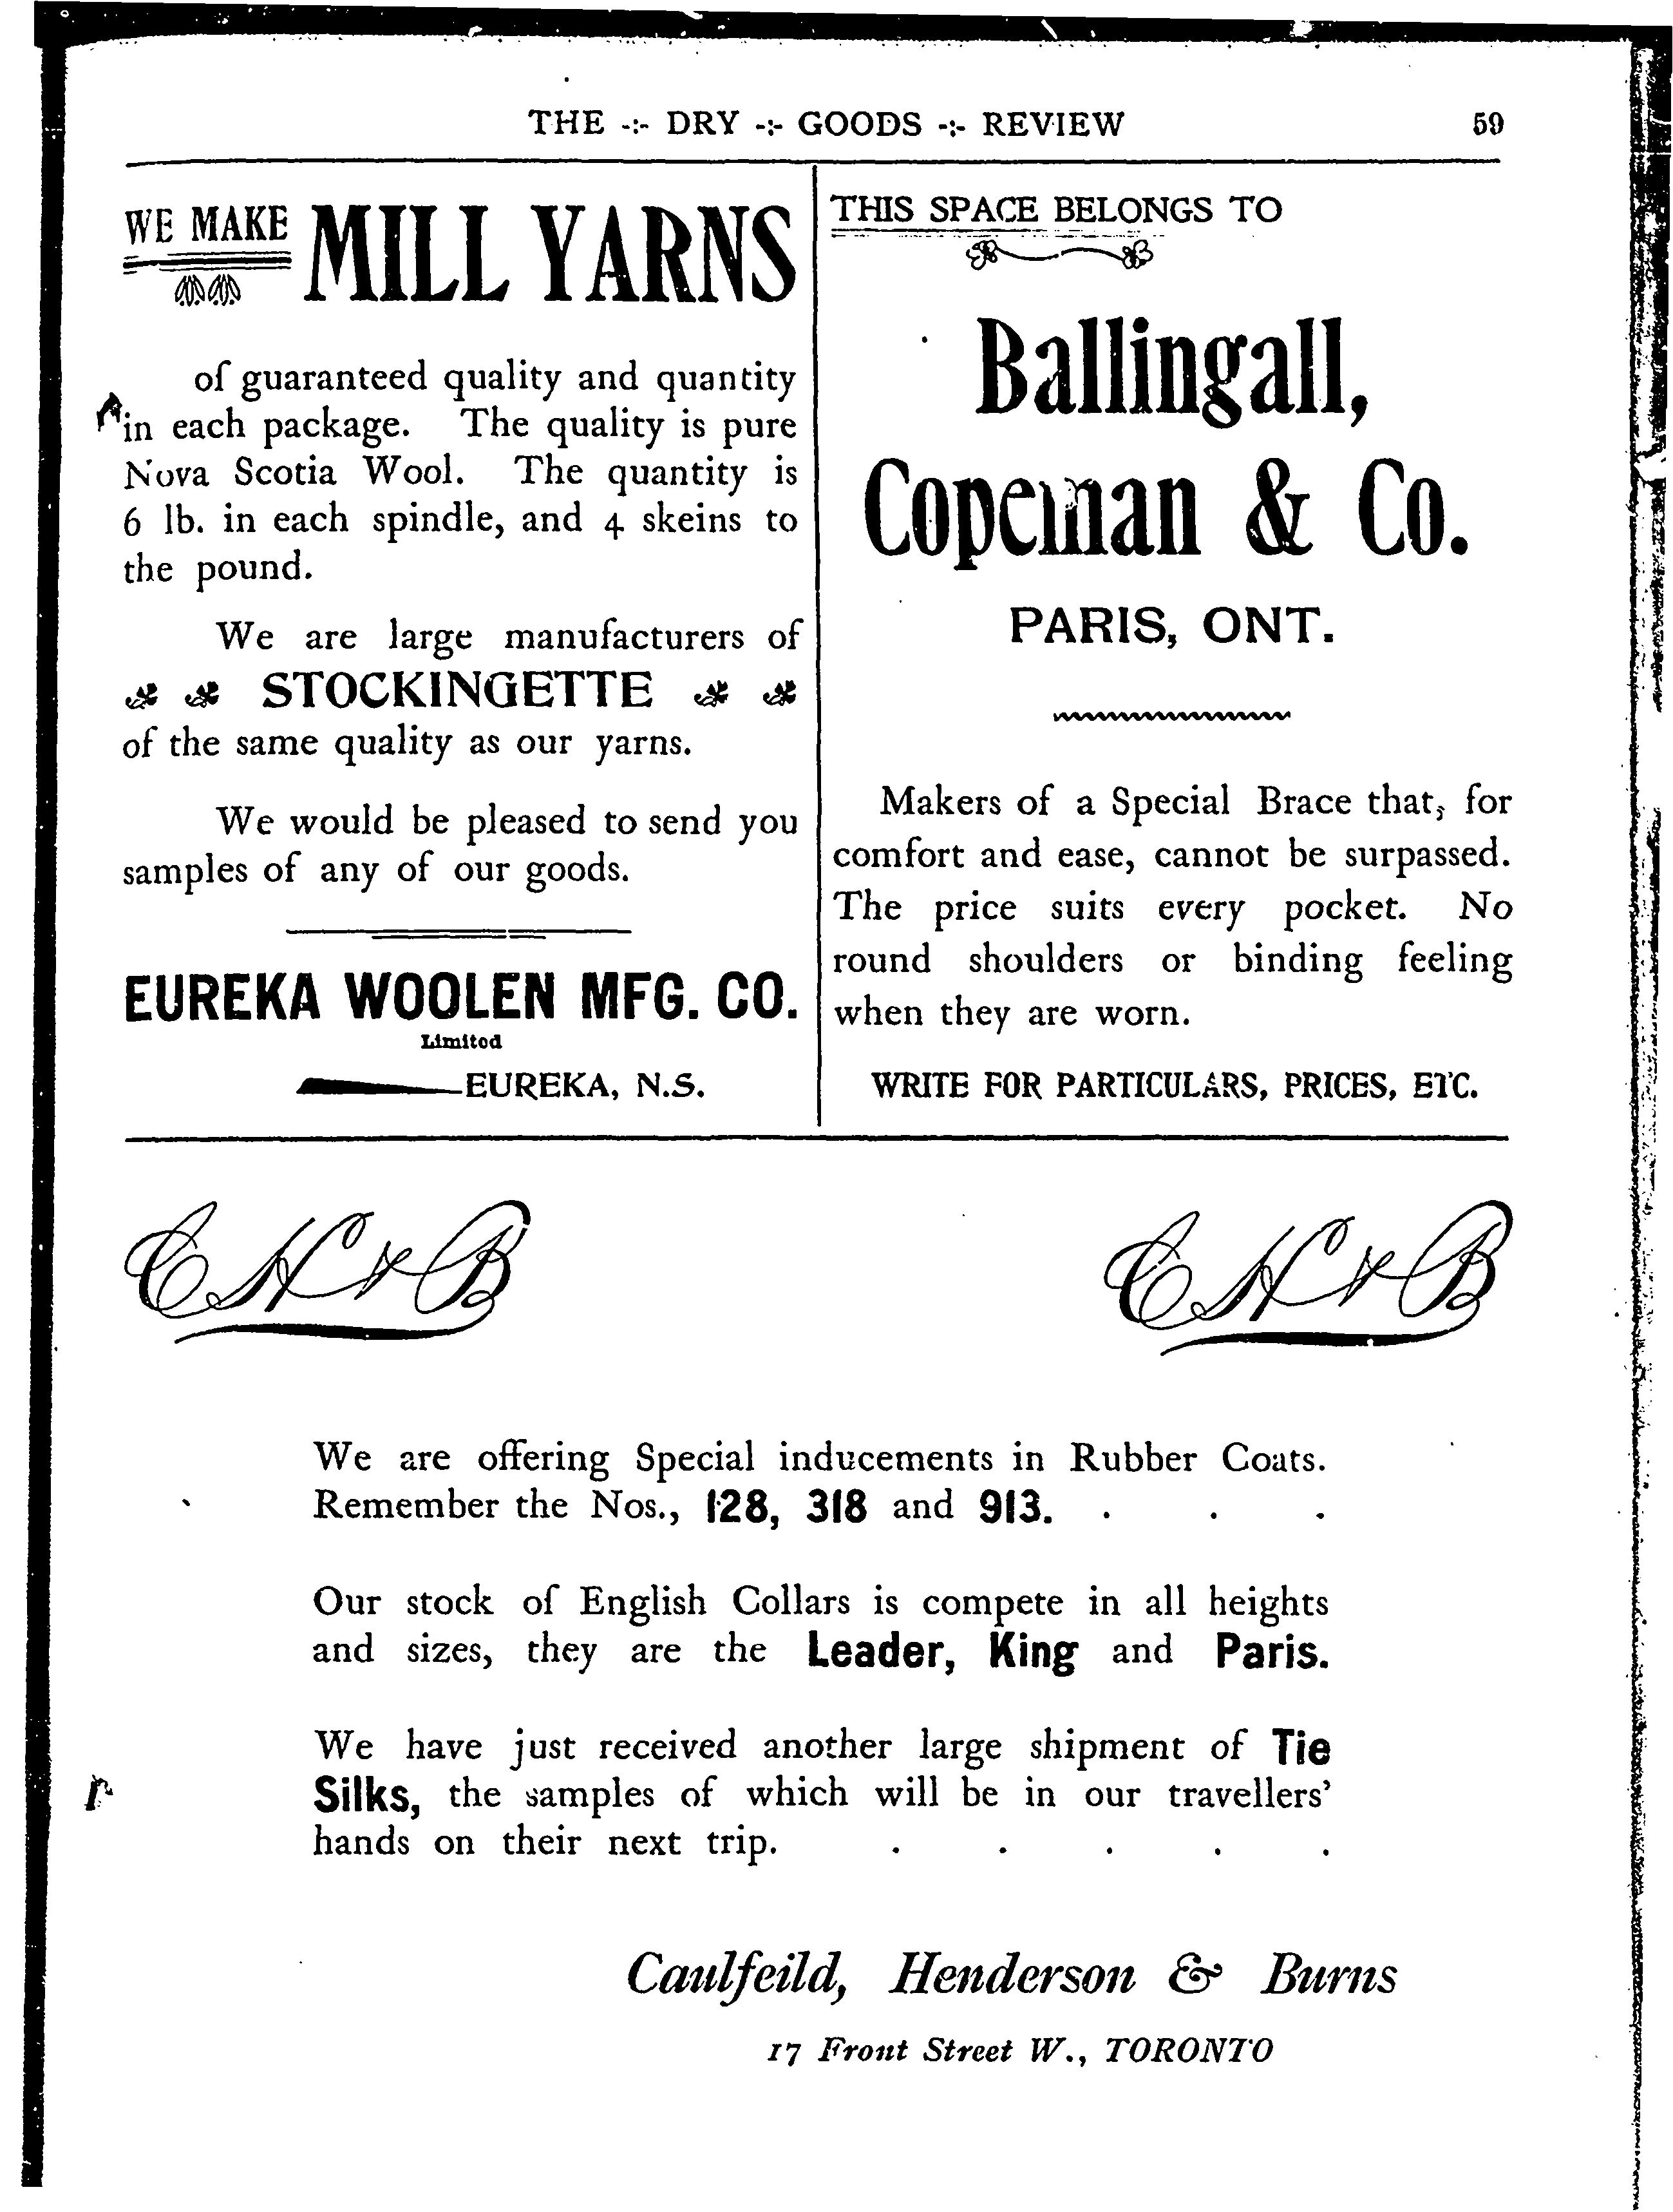 THE -:- DRY -:- GOODS -:- REVIEW 59
WE MAKE MILL YARNS
of guaranteed quality and quantity
in each package. The quality is pure
Nova Scotia Wool. The quantity is
6 lb. in each spindle, and 4 skeins to
the pound.
We are large manufacturers of
STOCKINGETTE
of the same quality as our yarns.
We would be pleased to send you
samples of any of our goods.
EUREKA WOOLEN MFG. CO.
Limited
EUREKA, N.S.
THIS SPACE BELONGS TO
Ballingall,
Copeman & Co.
PARIS, ONT.
Makers of a Special Brace that, for
comfort and ease, cannot be surpassed.
The price suits every pocket. No
round shoulders or binding feeling
when they are worn.
WRITE FOR PARTICULARS, PRICES, ETC.
C H & B
C H & B
We are offering Special inducements in Rubber Coats.
Remember the Nos., 128, 318 and 913. . . .
Our stock of English Collars is compete in all heights
and sizes, they are the Leader, King and Paris.
We have just received another large shipment of Tie
Silks, the samples of which will be in our travellers'
hands on their next trip. . . . . .
Caulfeild, Henderson & Burns
17 Front Street W., TORONTO